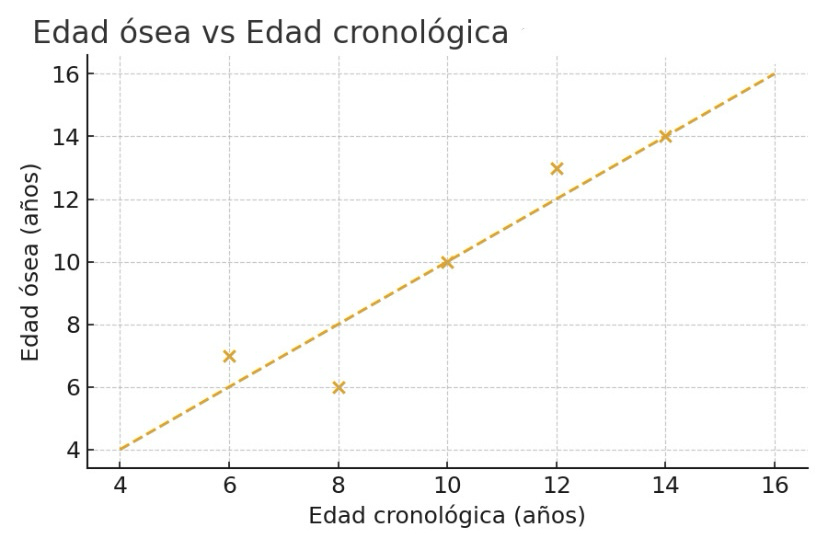 Edad ósea vs Edad cronológica
16
14
12
10
8
6
4
Edad ósea (años)
4 6 8 10 12 14 16
Edad cronológica (años)